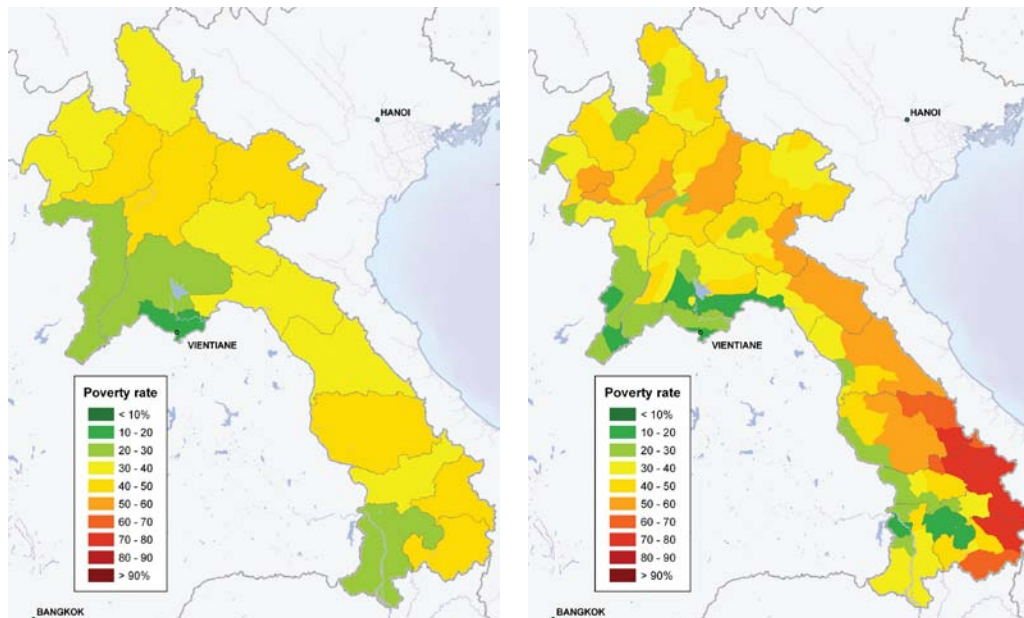 HANOI
VIENTIANE
Poverty rate
< 10%
10 - 20
20 - 30
30 - 40
40 - 50
50 - 60
60 - 70
70 - 80
80 - 90
> 90%
BANGKOK
HANOI
VIENTIANE
Poverty rate
< 10%
10 - 20
20 - 30
30 - 40
40 - 50
50 - 60
60 - 70
70 - 80
80 - 90
> 90%
BANGKOK